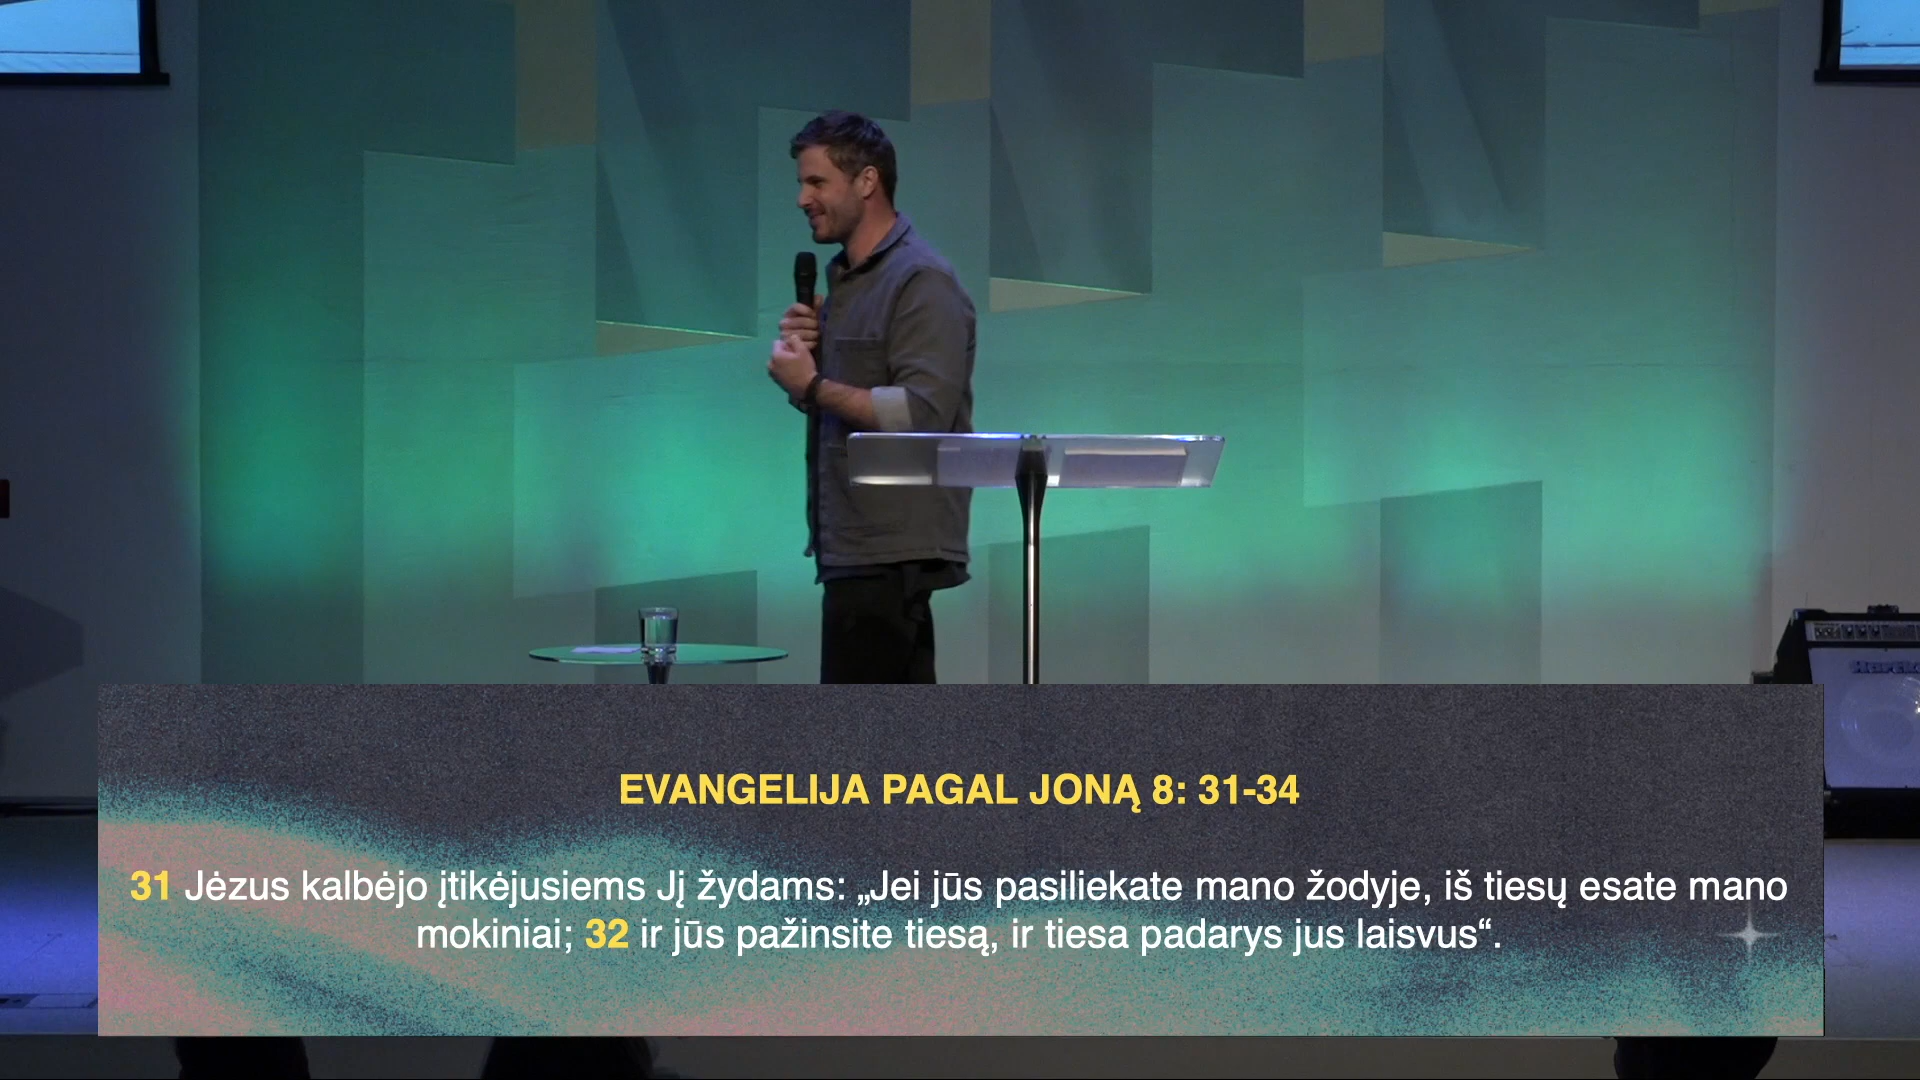 EVANGELIJA PAGAL JONĄ 8: 31-34
31 Jėzus kalbėjo įtikėjusiems Jį žydams: „Jei jūs pasiliekate mano žodyje, iš tiesų esate mano
mokiniai; 32 ir jūs pažinsite tiesą, ir tiesa padarys jus laisvus“.